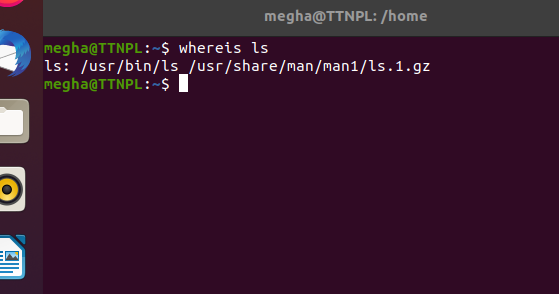 megha@TTNPL: /home
megha@TTNPL:~$ whereis ls
ls: /usr/bin/ls /usr/share/man/man1/ls.1.gz
megha@TTNPL:~$